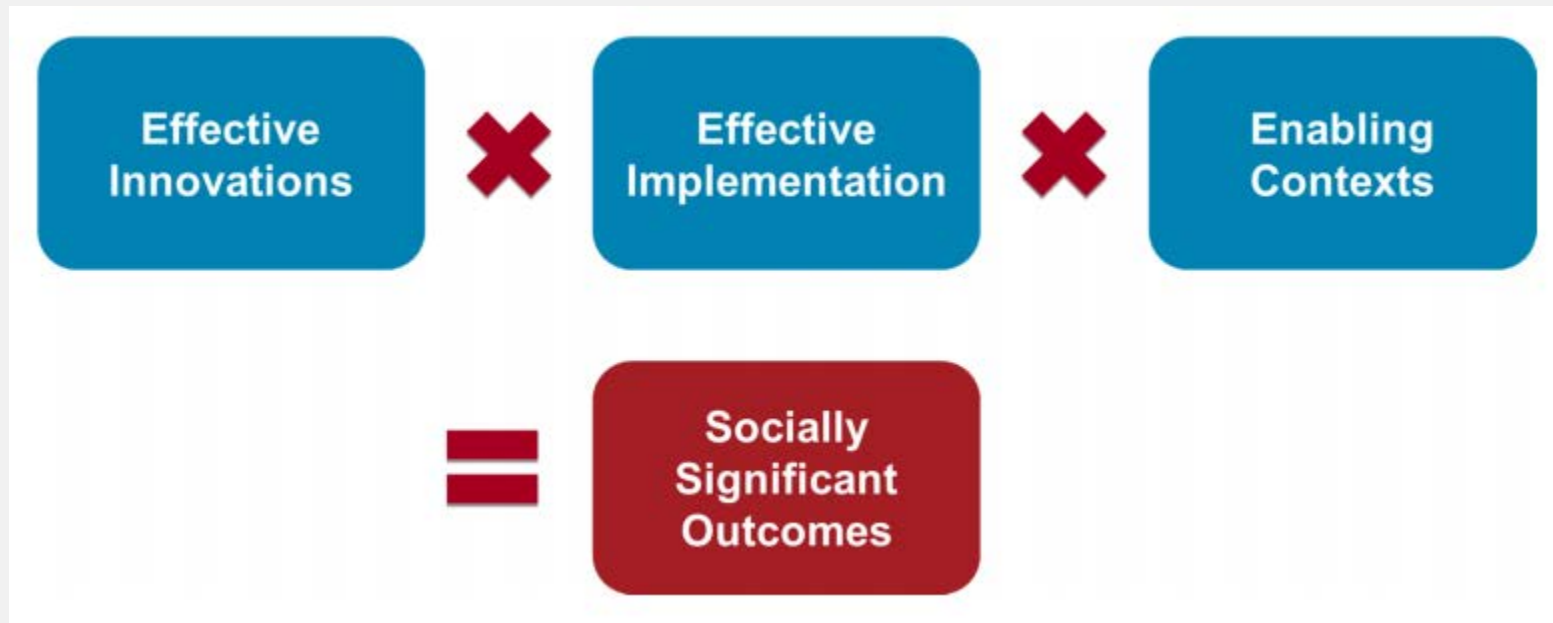 Effective
Innovations
Effective
Implementation
Enabling
Contexts
Socially
Significant
Outcomes